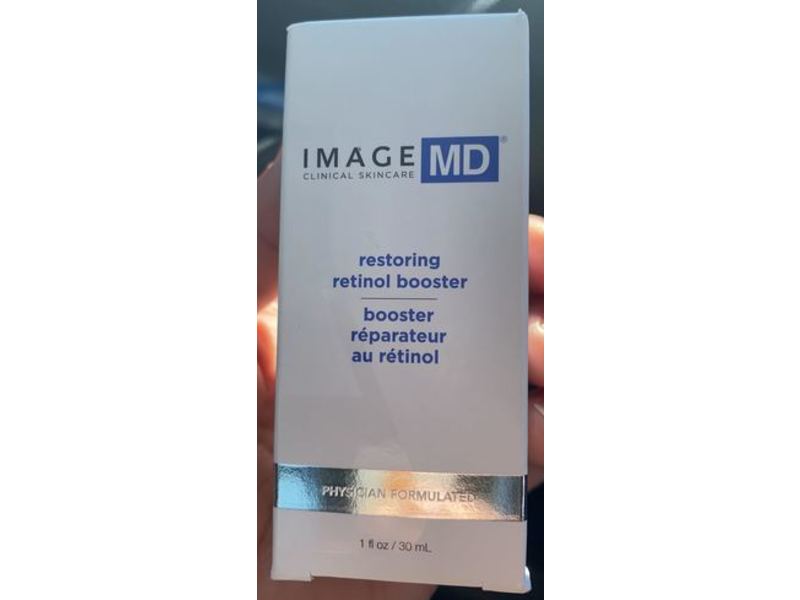 IMAGE MD®
CLINICAL SKINCARE
restoring
retinol booster
booster
réparateur
au rétinol
PHYSICIAN FORMULATED
1 fl oz / 30 mL